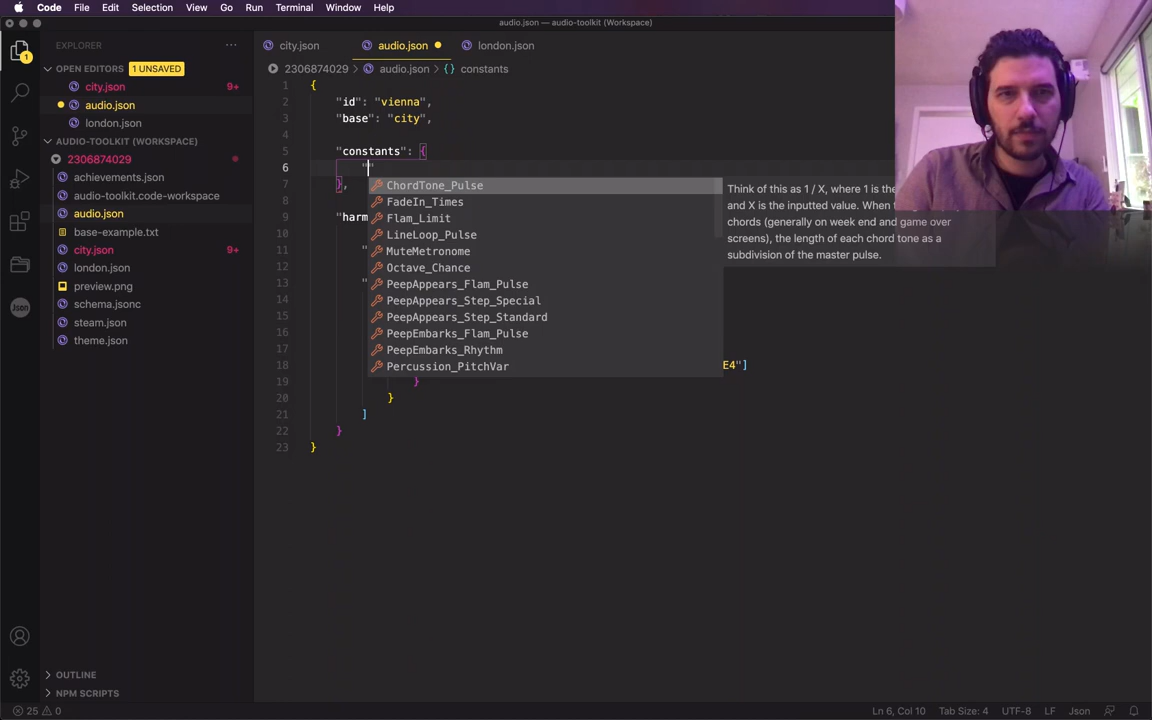 Code File Edit Selection View Go Run Terminal Window Help
audio.json — audio-toolkit (Workspace)
EXPLORER
OPEN EDITORS 1 UNSAVED
city.json 9+
audio.json
london.json
AUDIO-TOOLKIT (WORKSPACE)
2306874029
achievements.json
audio-toolkit.code-workspace
audio.json
base-example.txt
city.json 9+
london.json
preview.png
schema.jsonc
steam.json
theme.json
OUTLINE
NPM SCRIPTS
1
Json
city.json audio.json london.json
2306874029 > audio.json > {} constants
1 {
2 "id": "vienna",
3 "base": "city",
4
5 "constants": {
6 ""
7 },
8
9 "harm
10
11 "
12
13 "
14
15
16
17
18 E4"]
19 }
20 }
21 ]
22 }
23 }
ChordTone_Pulse
FadeIn_Times
Flam_Limit
LineLoop_Pulse
MuteMetronome
Octave_Chance
PeepAppears_Flam_Pulse
PeepAppears_Step_Special
PeepAppears_Step_Standard
PeepEmbarks_Flam_Pulse
PeepEmbarks_Rhythm
Percussion_PitchVar
Think of this as 1 / X, where 1 is the
and X is the inputted value. When
chords (generally on week end and game over
screens), the length of each chord tone as a
subdivision of the master pulse.
25 0
Ln 6, Col 10 Tab Size: 4 UTF-8 LF Json